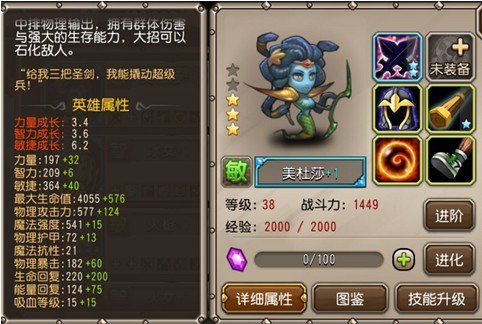 中排物理输出，拥有群体伤害
与强大的生存能力，大招可以
石化敌人。
“给我三把圣剑，我能撬动超级
兵！”
英雄属性
力量成长： 3.4
智力成长： 3.6
敏捷成长： 6.2
力量:197 +32
智力:209 +6
敏捷:364 +40
最大生命值:4055 +576
物理攻击力:577 +124
魔法强度:541 +15
物理护甲:72 +13
魔法抗性:21
物理暴击:182 +60
生命回复:220 +200
能量回复:124 +75
吸血等级:15 +15
未装备
敏
美杜莎+1
等级: 38 战斗力: 1449
经验: 2000 / 2000
进阶
0/100
进化
详细属性
图鉴
技能升级